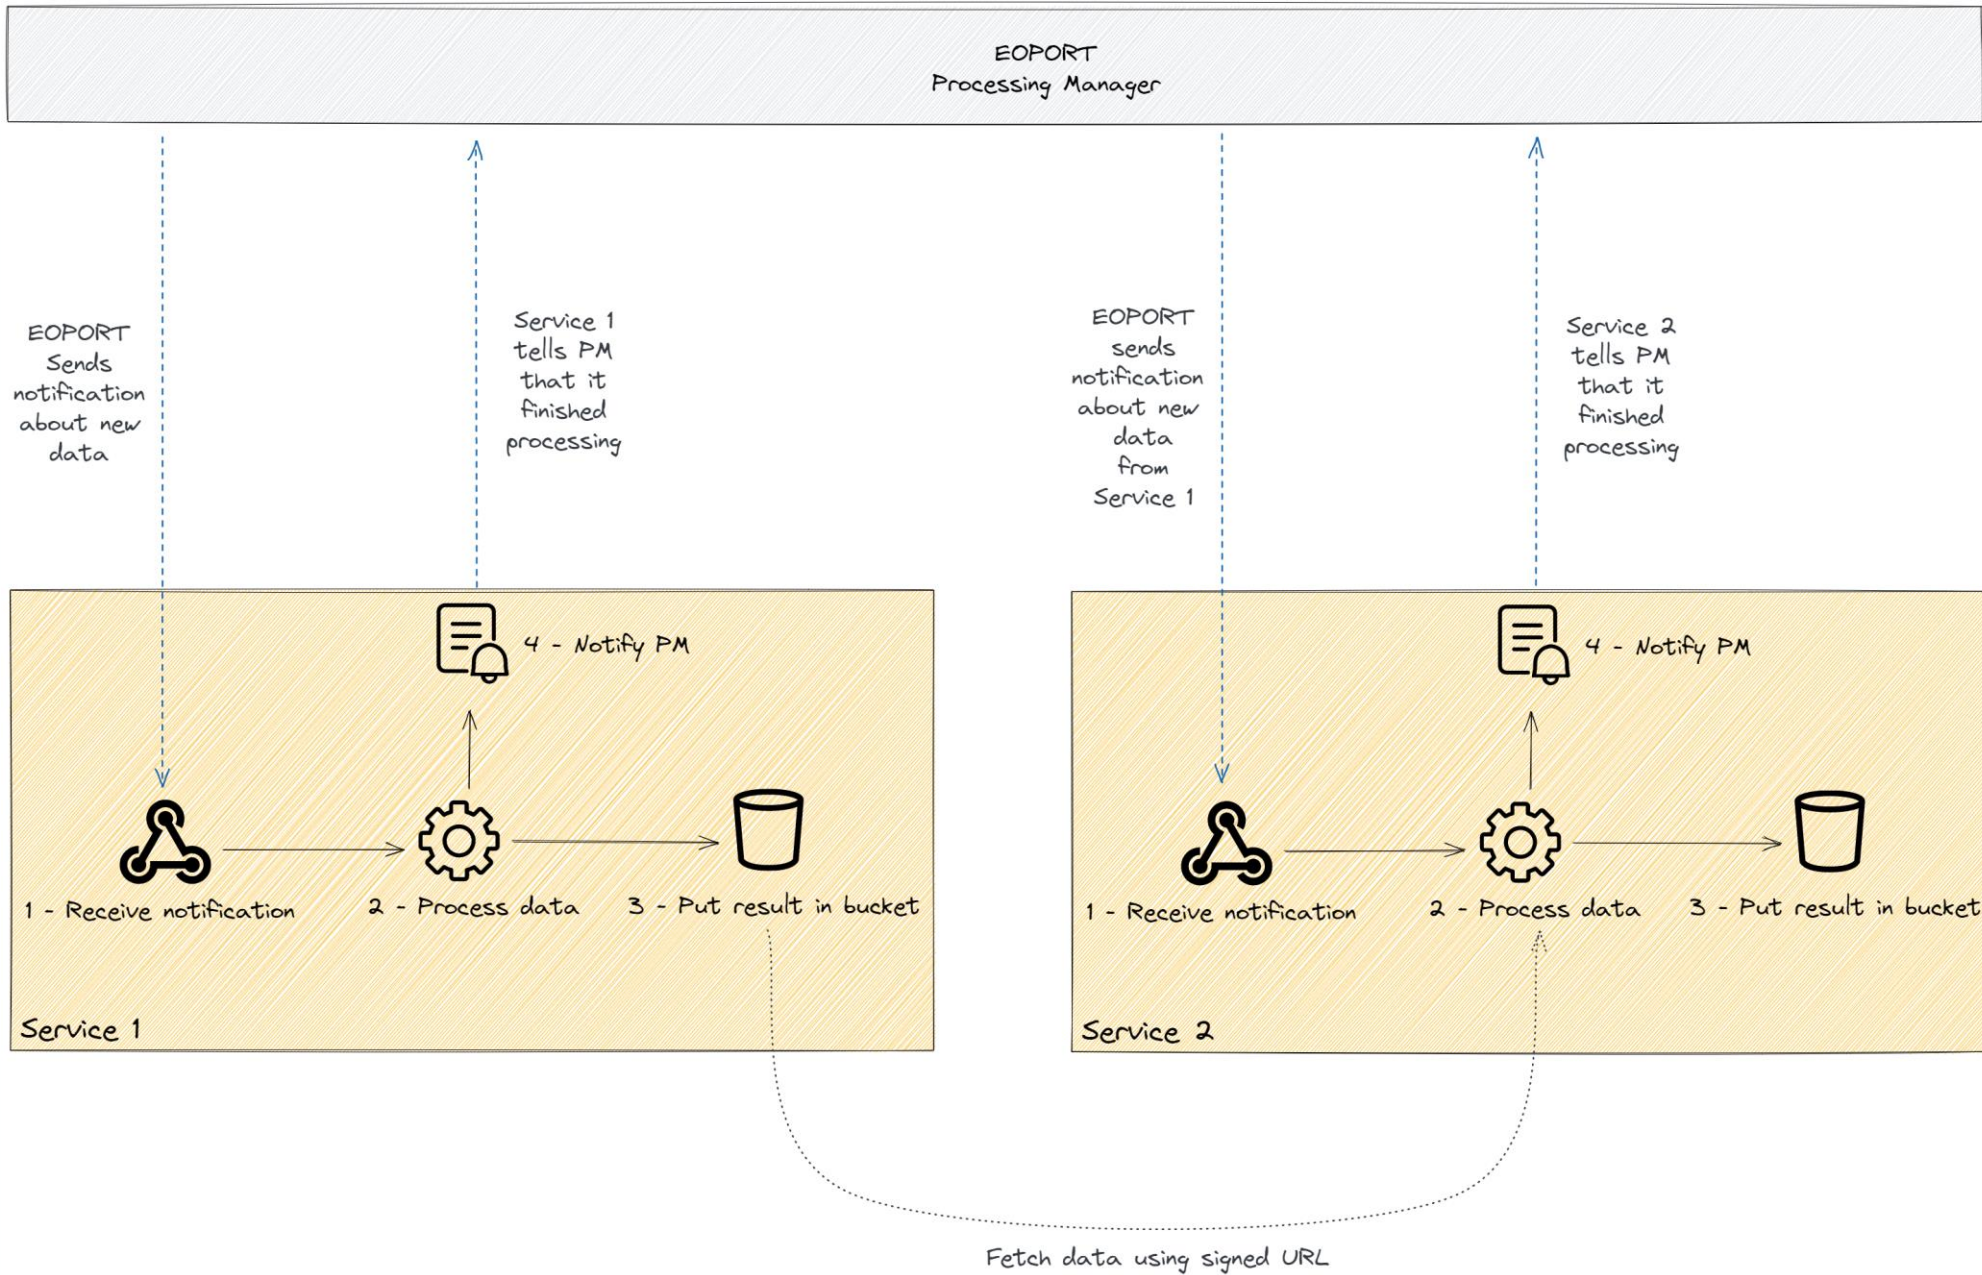 EOPORT
Processing Manager
EOPORT
Sends
notification
about new
data
Service 1
tells PM
that it
finished
processing
EOPORT
sends
notification
about new
data
from
Service 1
Service 2
tells PM
that it
finished
processing
4 - Notify PM
1 - Receive notification
2 - Process data
3 - Put result in bucket
Service 1
4 - Notify PM
1 - Receive notification
2 - Process data
3 - Put result in bucket
Service 2
Fetch data using signed URL